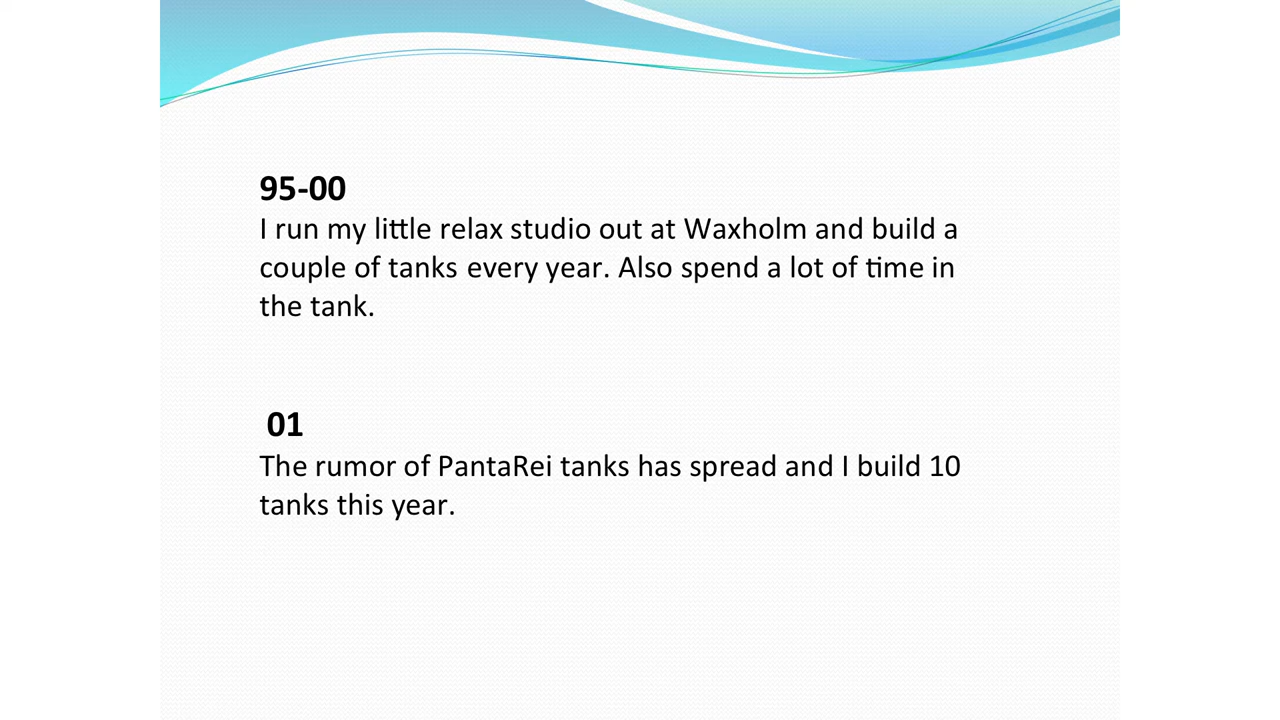 95-00
I run my little relax studio out at Waxholm and build a
couple of tanks every year. Also spend a lot of time in
the tank.
01
The rumor of PantaRei tanks has spread and I build 10
tanks this year.